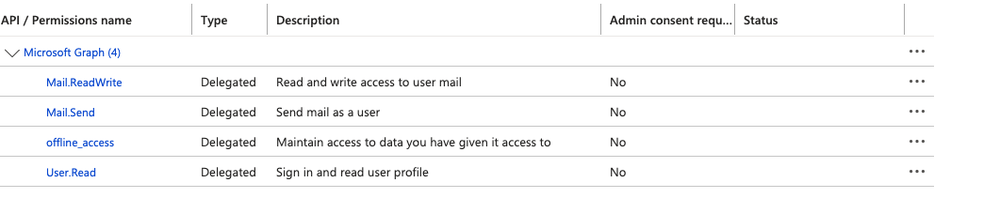 API / Permissions name Type Description Admin consent requ... Status
Microsoft Graph (4) ...
Mail.ReadWrite Delegated Read and write access to user mail No ...
Mail.Send Delegated Send mail as a user No ...
offline_access Delegated Maintain access to data you have given it access to No ...
User.Read Delegated Sign in and read user profile No ...